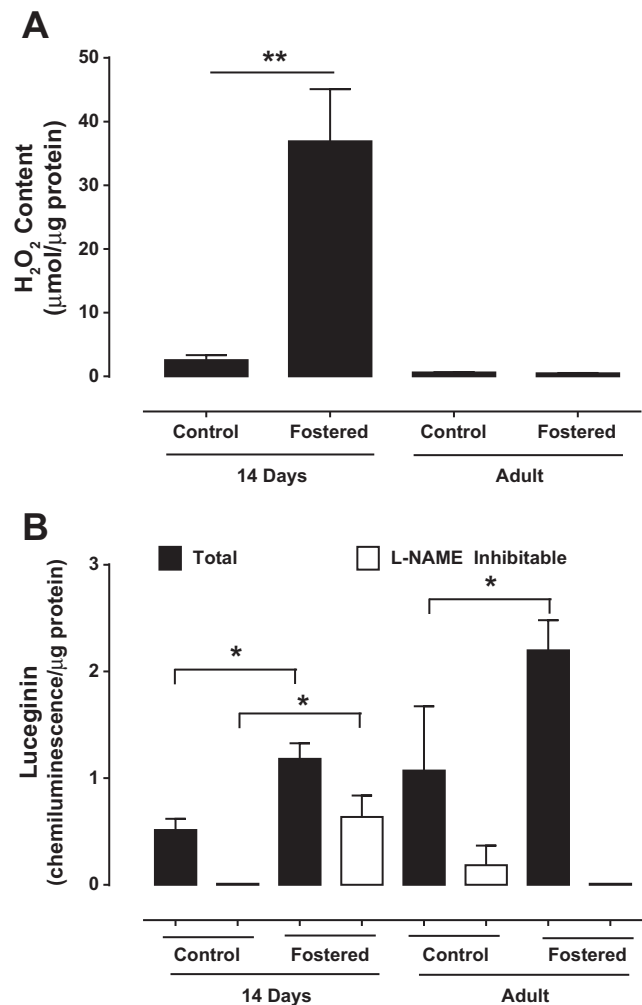 A
H2O2 Content
(μmol/μg protein)
50
40
30
20
10
0
**
Control Fostered Control Fostered
14 Days Adult
B
Luceginin
(chemiluminescence/μg protein)
3
2
1
0
Total L-NAME Inhibitable
*
*
*
Control Fostered Control Fostered
14 Days Adult